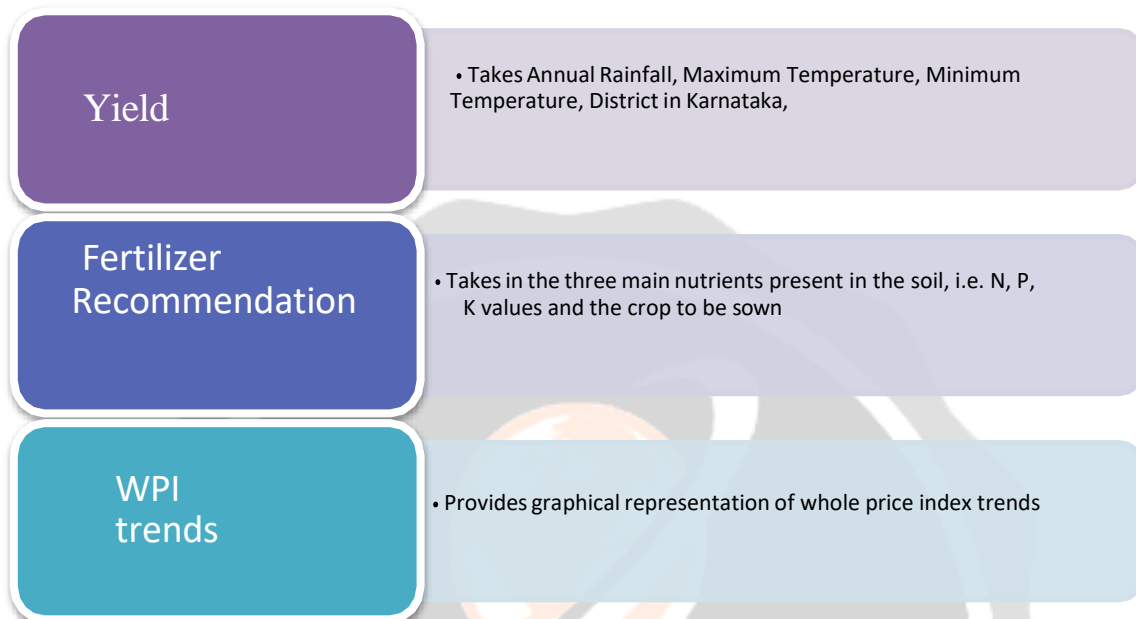 Yield
• Takes Annual Rainfall, Maximum Temperature, Minimum
Temperature, District in Karnataka,
Fertilizer
Recommendation
• Takes in the three main nutrients present in the soil, i.e. N, P,
K values and the crop to be sown
WPI
trends
• Provides graphical representation of whole price index trends